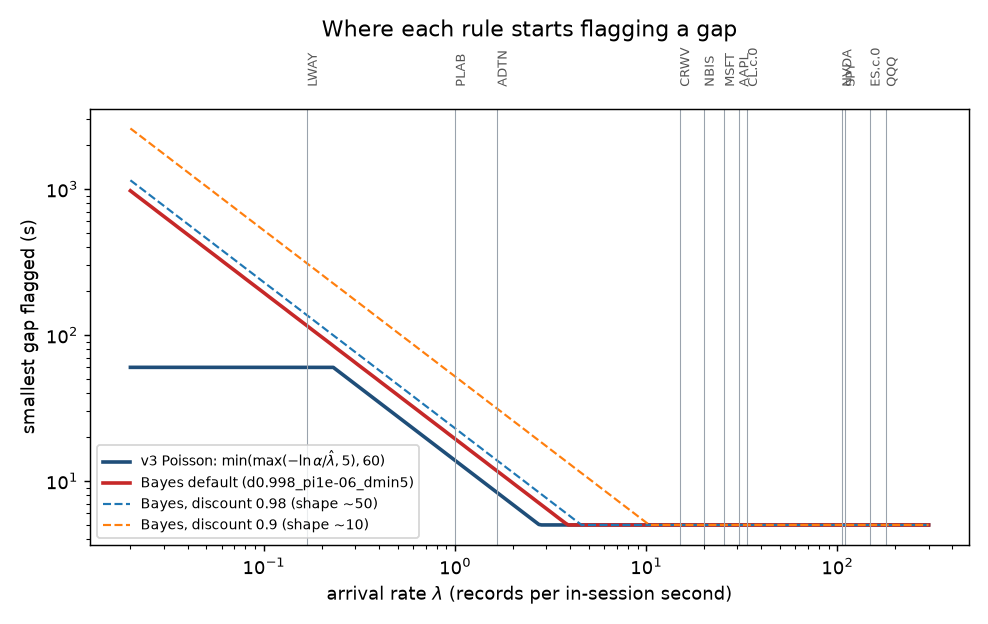 Where each rule starts flagging a gap
LWAY
PLAB
ADTN
CRWV
NBIS
MSFT
AAPL
CL.c.0
NVDA
ES.c.0
QQQ
smallest gap flagged (s)
10³
10²
10¹
v3 Poisson: min(max(−ln α/λ̂, 5), 60)
Bayes default (d0.998_pi1e-06_dmin5)
Bayes, discount 0.98 (shape ~50)
Bayes, discount 0.9 (shape ~10)
10⁻¹
10⁰
10¹
10²
arrival rate λ (records per in-session second)